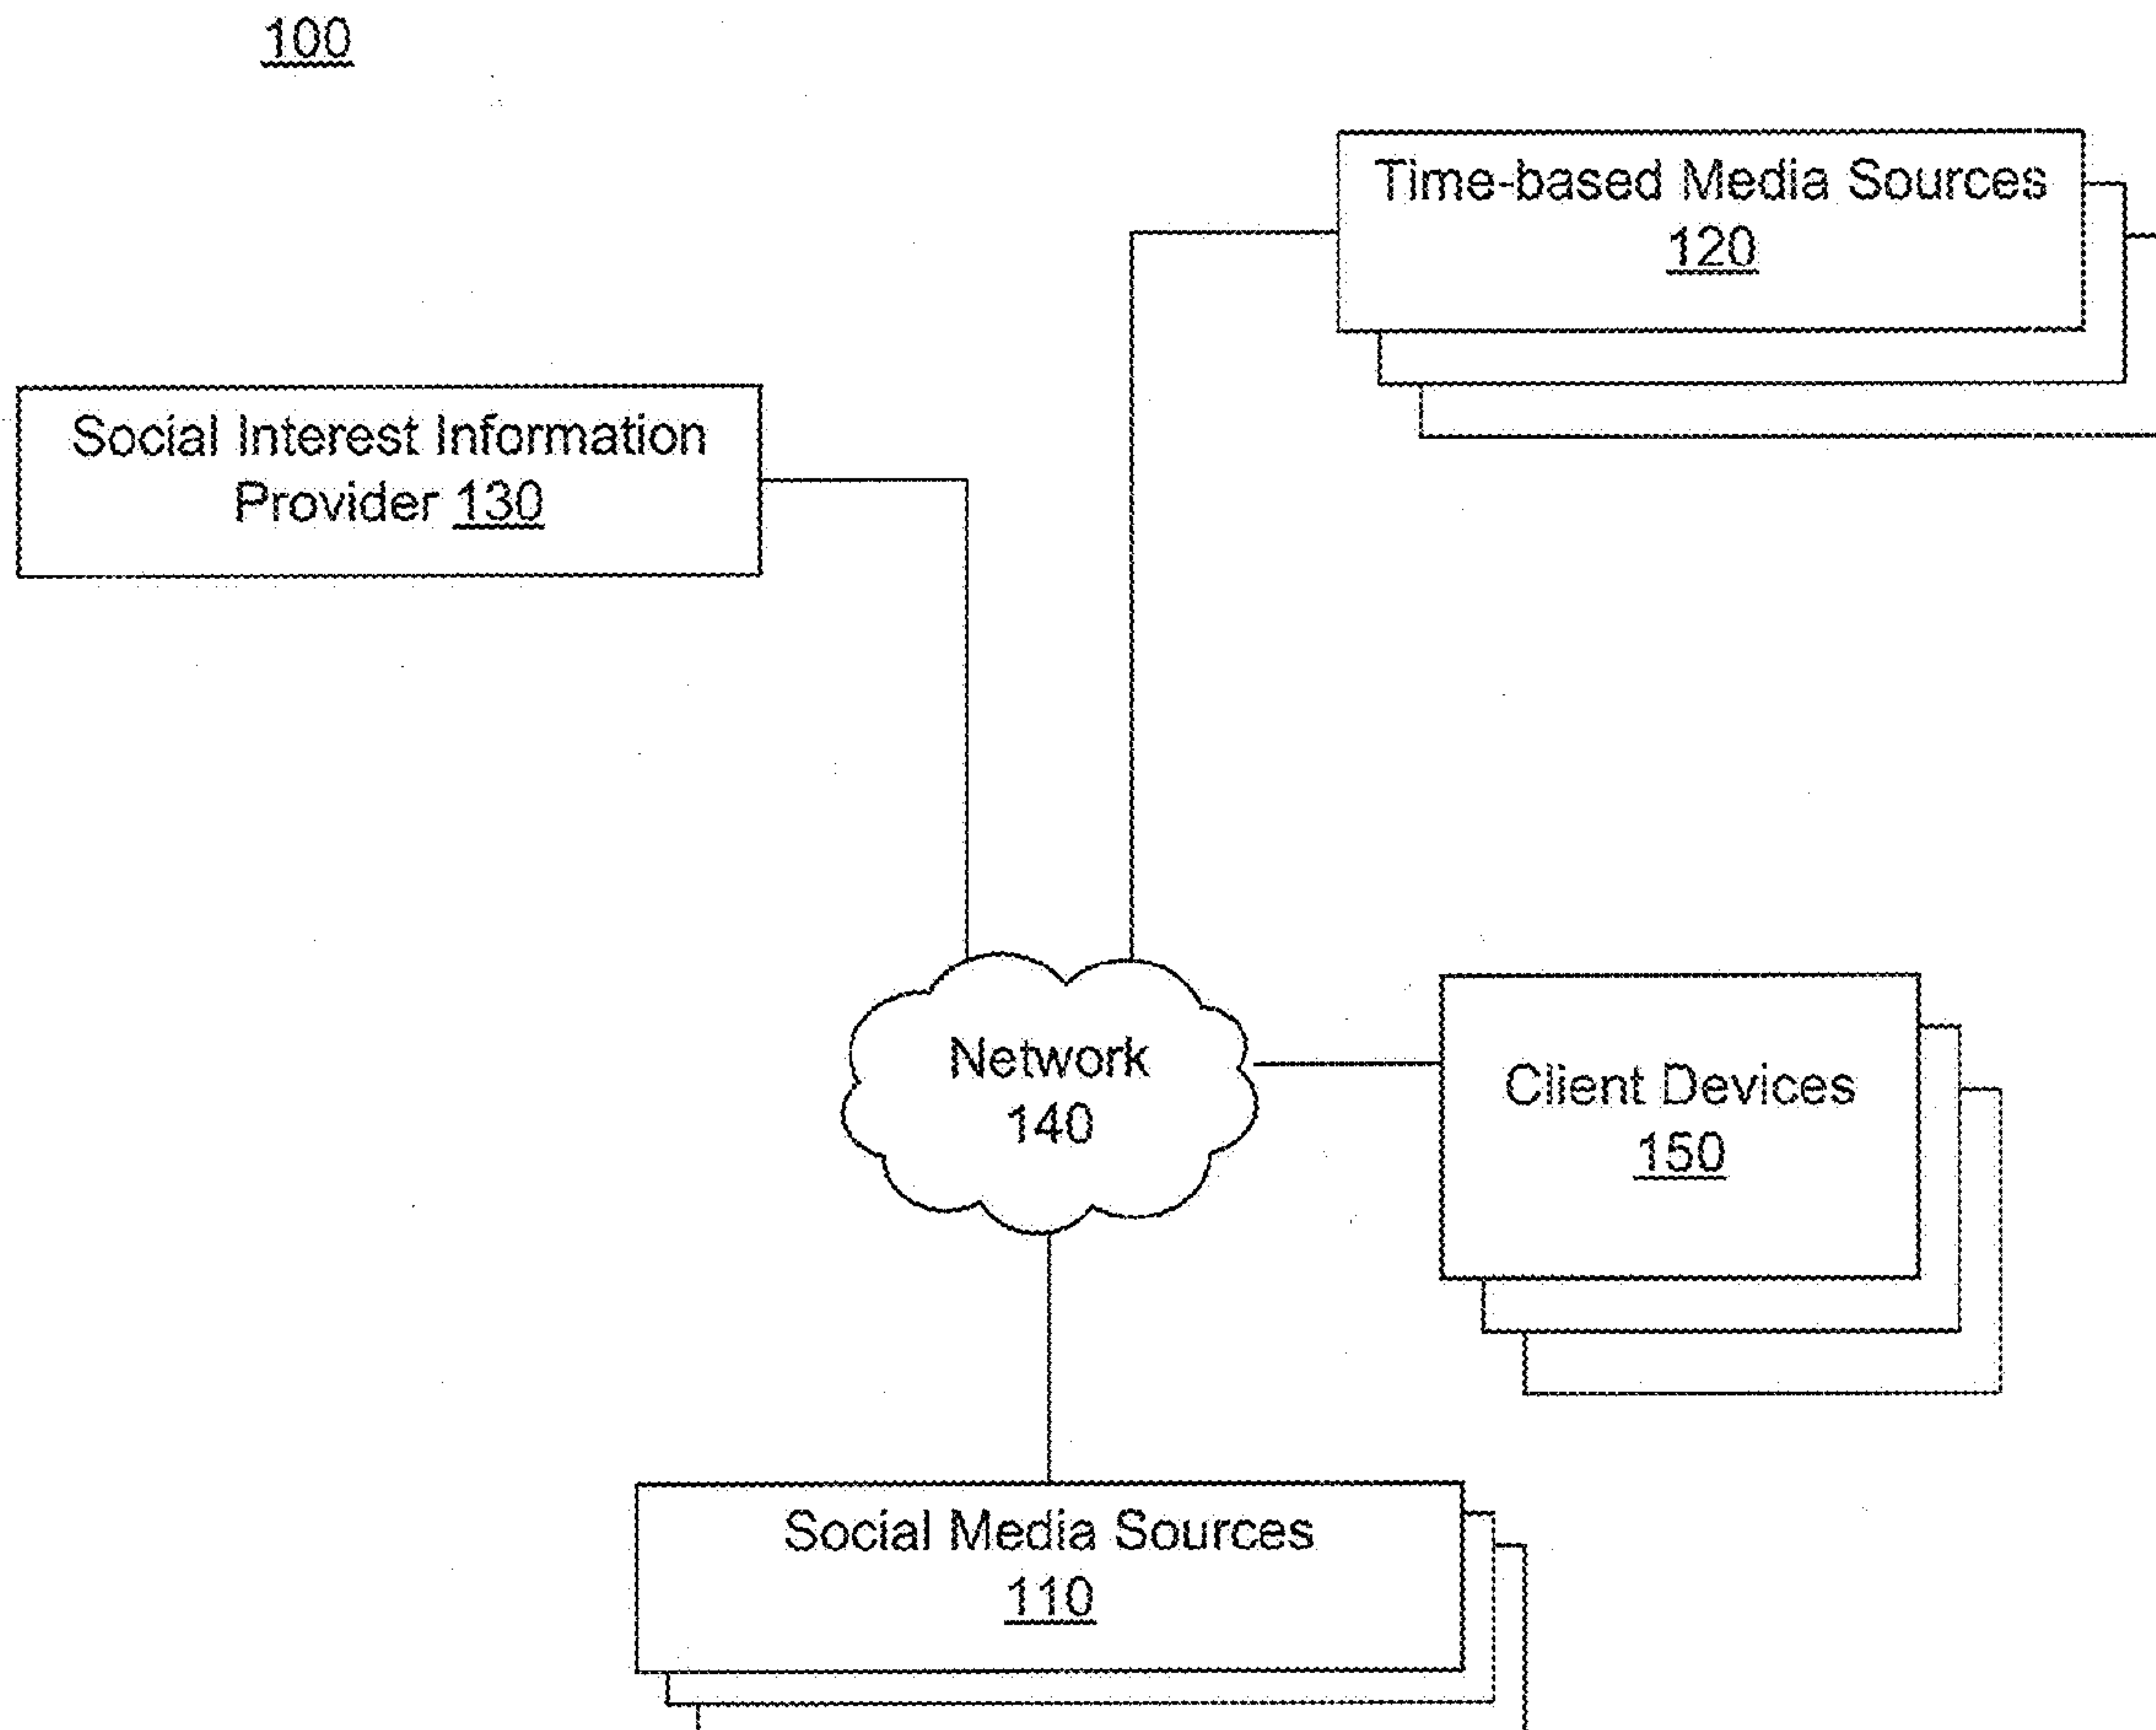 100
Time-based Media Sources
120
Social Interest Information
Provider 130
Network
140
Client Devices
150
Social Media Sources
110